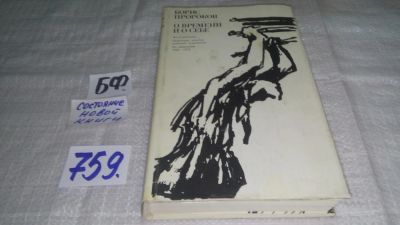 БОРИС
ПРОРОКОВ
О ВРЕМЕНИ
И О СЕБЕ
БФ.
СОСТОЯНИЕ
НОВОЙ
КНИГИ
759.